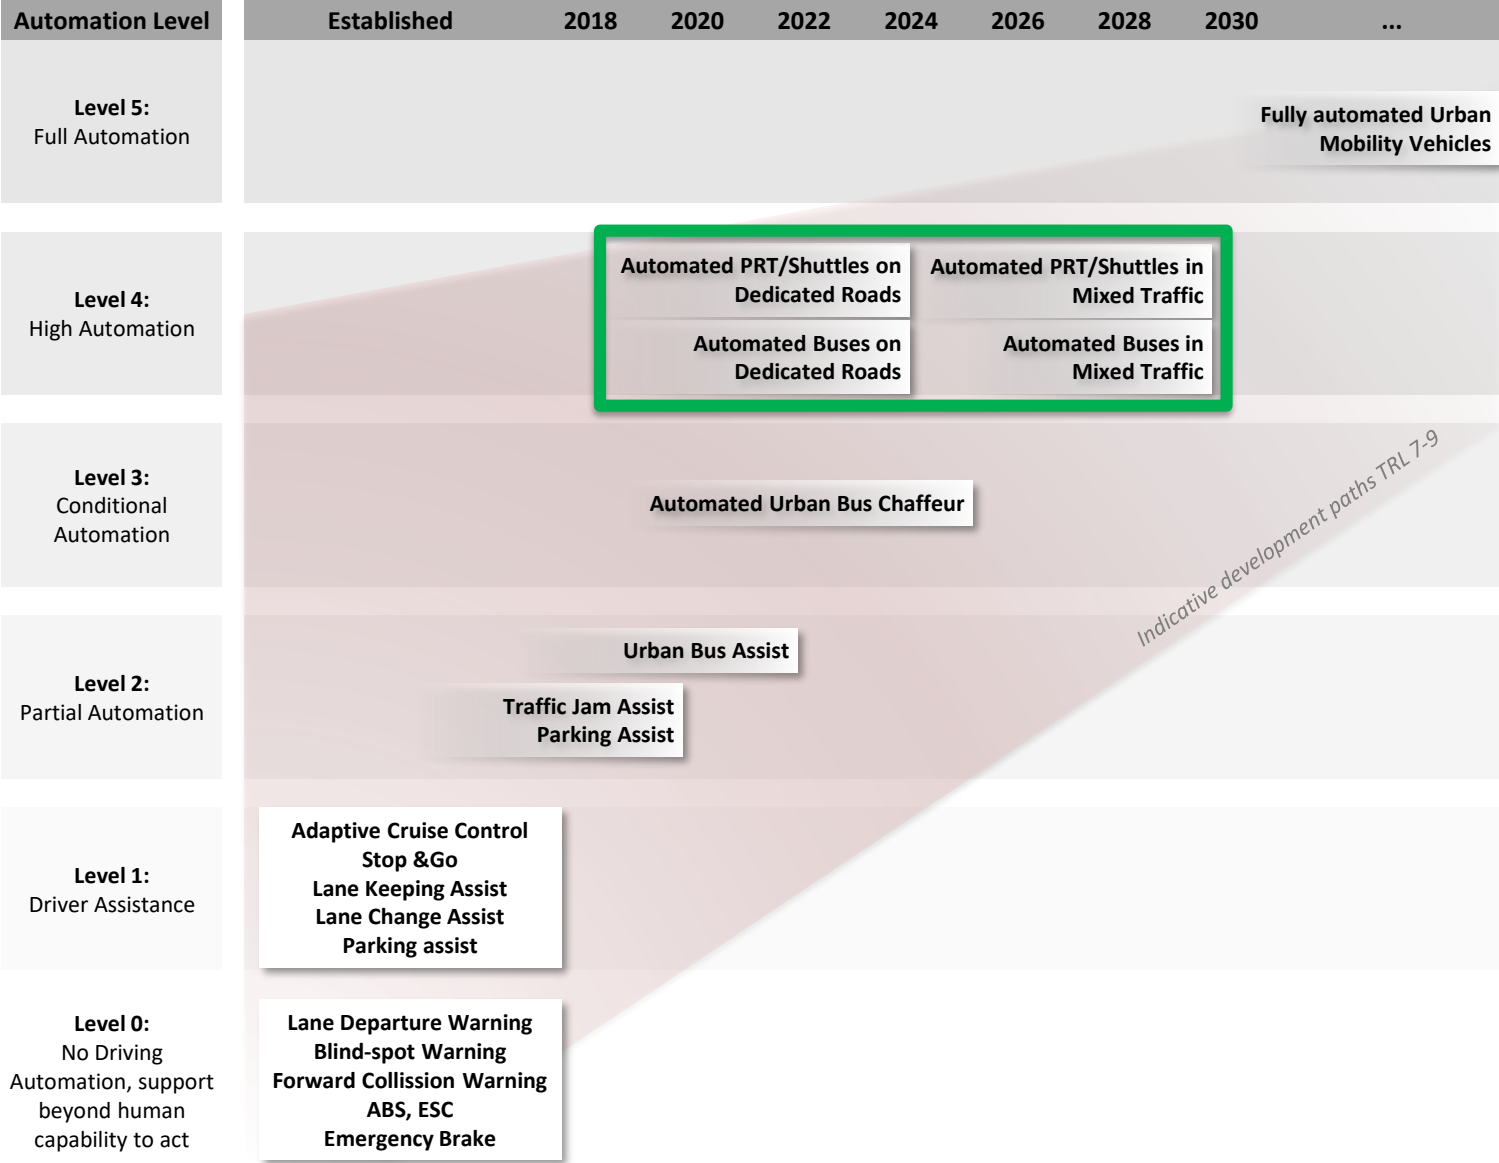 Automation Level
Established 2018 2020 2022 2024 2026 2028 2030 ...
Level 5:
Full Automation
Fully automated Urban
Mobility Vehicles
Level 4:
High Automation
Automated PRT/Shuttles on
Dedicated Roads
Automated PRT/Shuttles in
Mixed Traffic
Automated Buses on
Dedicated Roads
Automated Buses in
Mixed Traffic
Level 3:
Conditional
Automation
Automated Urban Bus Chaffeur
Indicative development paths TRL 7-9
Level 2:
Partial Automation
Urban Bus Assist
Traffic Jam Assist
Parking Assist
Level 1:
Driver Assistance
Adaptive Cruise Control
Stop &Go
Lane Keeping Assist
Lane Change Assist
Parking assist
Level 0:
No Driving
Automation, support
beyond human
capability to act
Lane Departure Warning
Blind-spot Warning
Forward Collission Warning
ABS, ESC
Emergency Brake